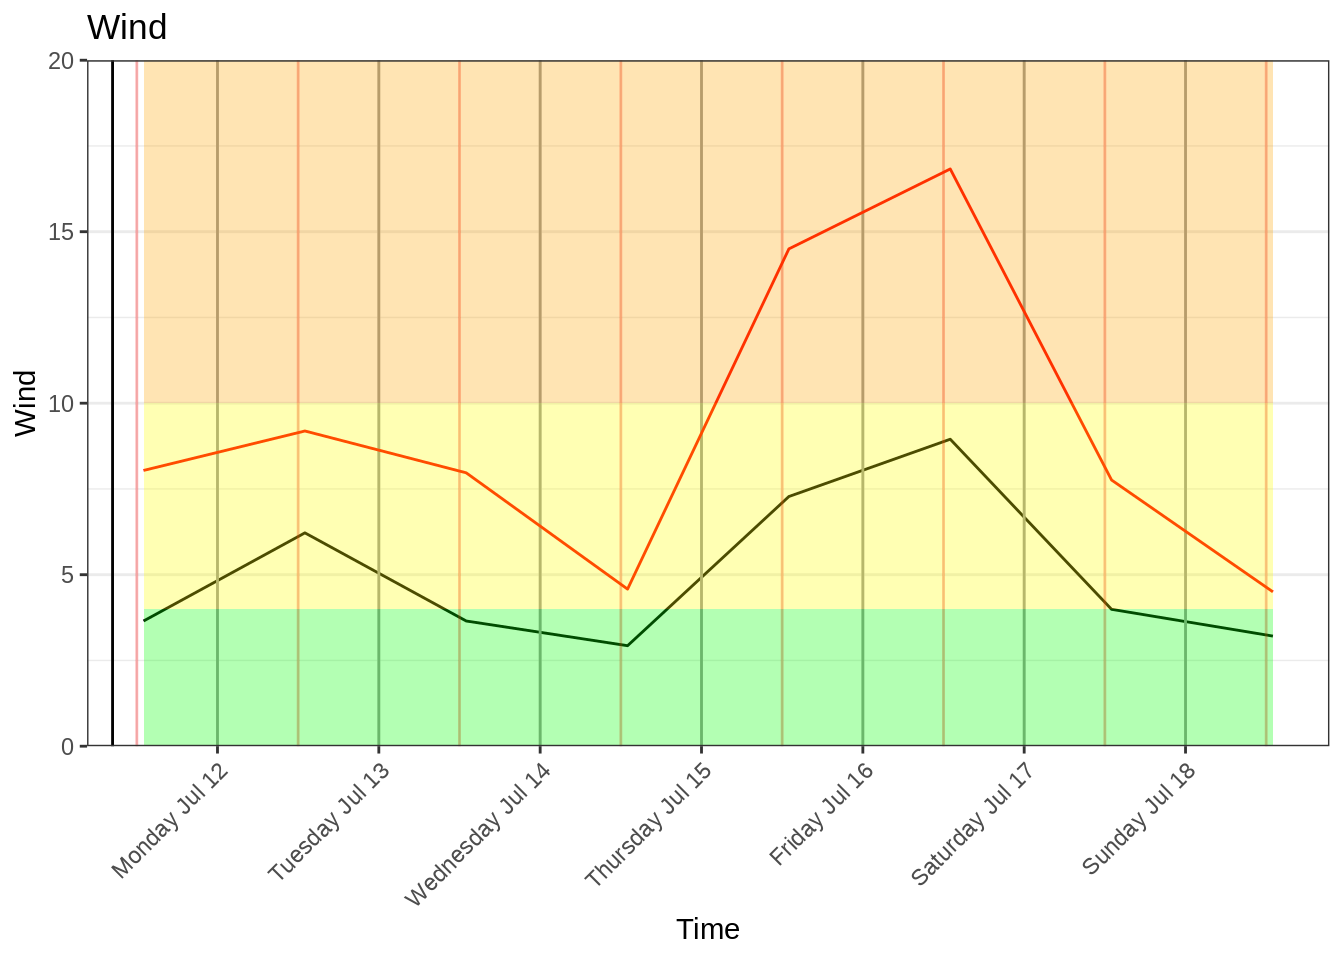 Wind
20
15
10
5
0
Wind
Monday Jul 12
Tuesday Jul 13
Wednesday Jul 14
Thursday Jul 15
Friday Jul 16
Saturday Jul 17
Sunday Jul 18
Time